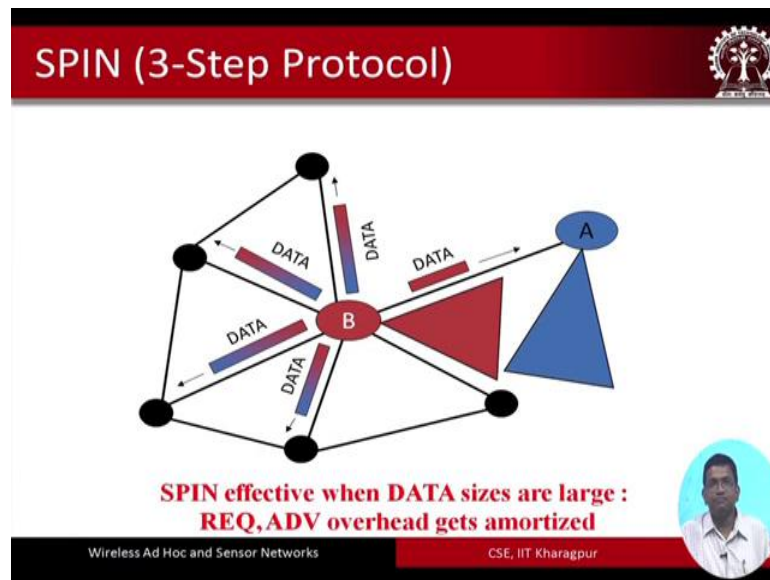 SPIN (3-Step Protocol)
DATA
DATA
DATA
A
B
DATA
DATA
SPIN effective when DATA sizes are large :
REQ, ADV overhead gets amortized
Wireless Ad Hoc and Sensor Networks
CSE, IIT Kharagpur